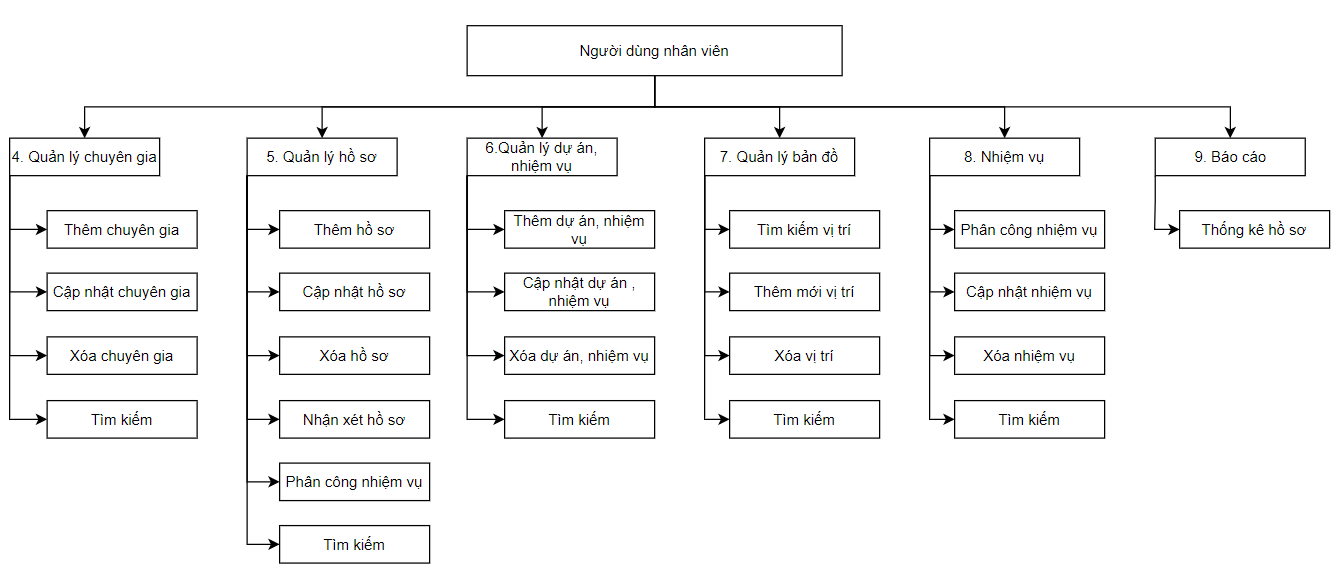 Người dùng nhân viên
4. Quản lý chuyên gia
Thêm chuyên gia
Cập nhật chuyên gia
Xóa chuyên gia
Tìm kiếm
5. Quản lý hồ sơ
Thêm hồ sơ
Cập nhật hồ sơ
Xóa hồ sơ
Nhận xét hồ sơ
Phân công nhiệm vụ
Tìm kiếm
6.Quản lý dự án,
nhiệm vụ
Thêm dự án, nhiệm
vụ
Cập nhật dự án ,
nhiệm vụ
Xóa dự án, nhiệm vụ
Tìm kiếm
7. Quản lý bản đồ
Tìm kiếm vị trí
Thêm mới vị trí
Xóa vị trí
Tìm kiếm
8. Nhiệm vụ
Phân công nhiệm vụ
Cập nhật nhiệm vụ
Xóa nhiệm vụ
Tìm kiếm
9. Báo cáo
Thống kê hồ sơ